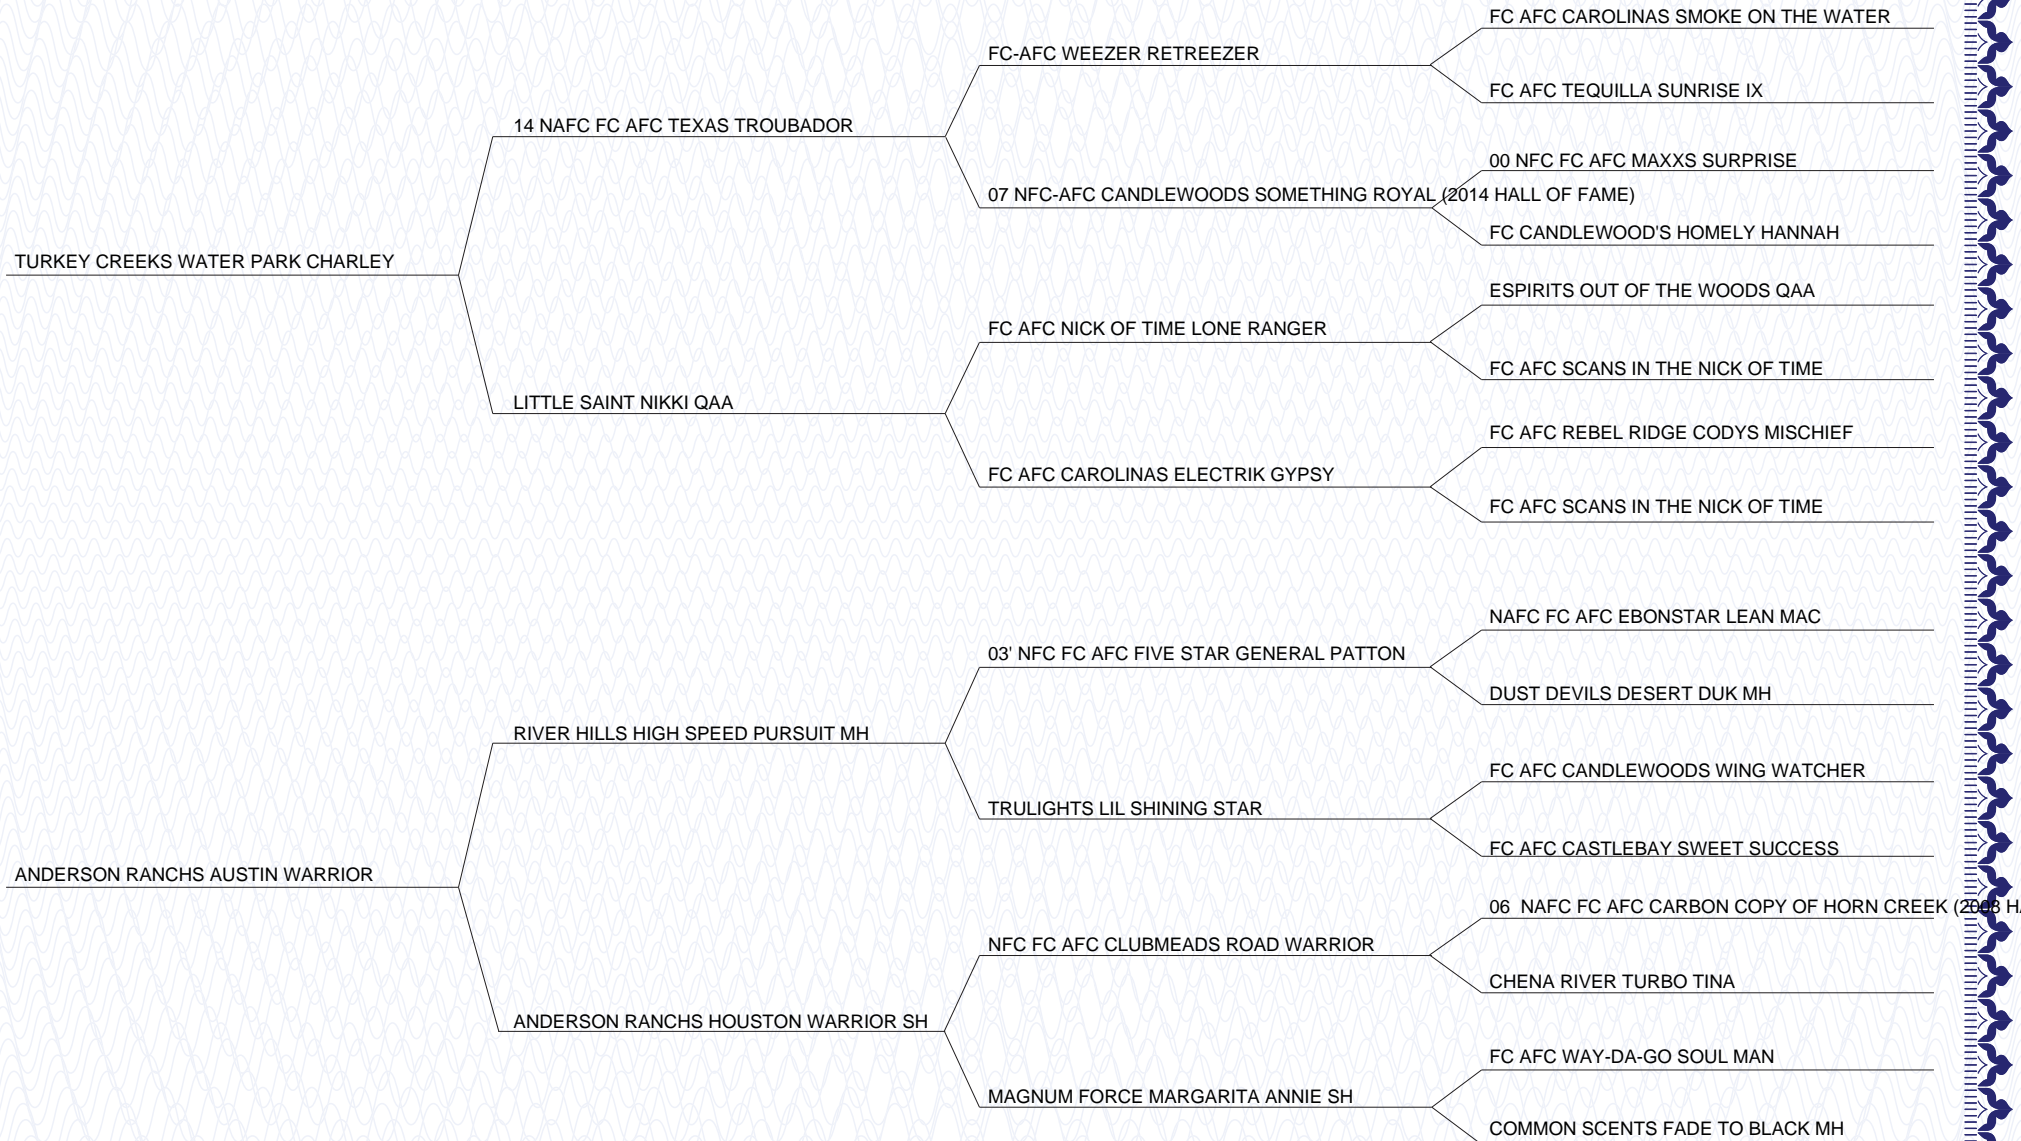 FC AFC CAROLINAS SMOKE ON THE WATER
FC-AFC WEEZER RETREEZER
FC AFC TEQUILLA SUNRISE IX
14 NAFC FC AFC TEXAS TROUBADOR
00 NFC FC AFC MAXXS SURPRISE
07 NFC-AFC CANDLEWOODS SOMETHING ROYAL (2014 HALL OF FAME)
FC CANDLEWOOD'S HOMELY HANNAH
TURKEY CREEKS WATER PARK CHARLEY
ESPIRITS OUT OF THE WOODS QAA
FC AFC NICK OF TIME LONE RANGER
FC AFC SCANS IN THE NICK OF TIME
LITTLE SAINT NIKKI QAA
FC AFC REBEL RIDGE CODYS MISCHIEF
FC AFC CAROLINAS ELECTRIK GYPSY
FC AFC SCANS IN THE NICK OF TIME
NAFC FC AFC EBONSTAR LEAN MAC
03' NFC FC AFC FIVE STAR GENERAL PATTON
DUST DEVILS DESERT DUK MH
RIVER HILLS HIGH SPEED PURSUIT MH
FC AFC CANDLEWOODS WING WATCHER
TRULIGHTS LIL SHINING STAR
FC AFC CASTLEBAY SWEET SUCCESS
ANDERSON RANCHS AUSTIN WARRIOR
06 NAFC FC AFC CARBON COPY OF HORN CREEK (2008
NFC FC AFC CLUBMEADS ROAD WARRIOR
CHENA RIVER TURBO TINA
ANDERSON RANCHS HOUSTON WARRIOR SH
FC AFC WAY-DA-GO SOUL MAN
MAGNUM FORCE MARGARITA ANNIE SH
COMMON SCENTS FADE TO BLACK MH